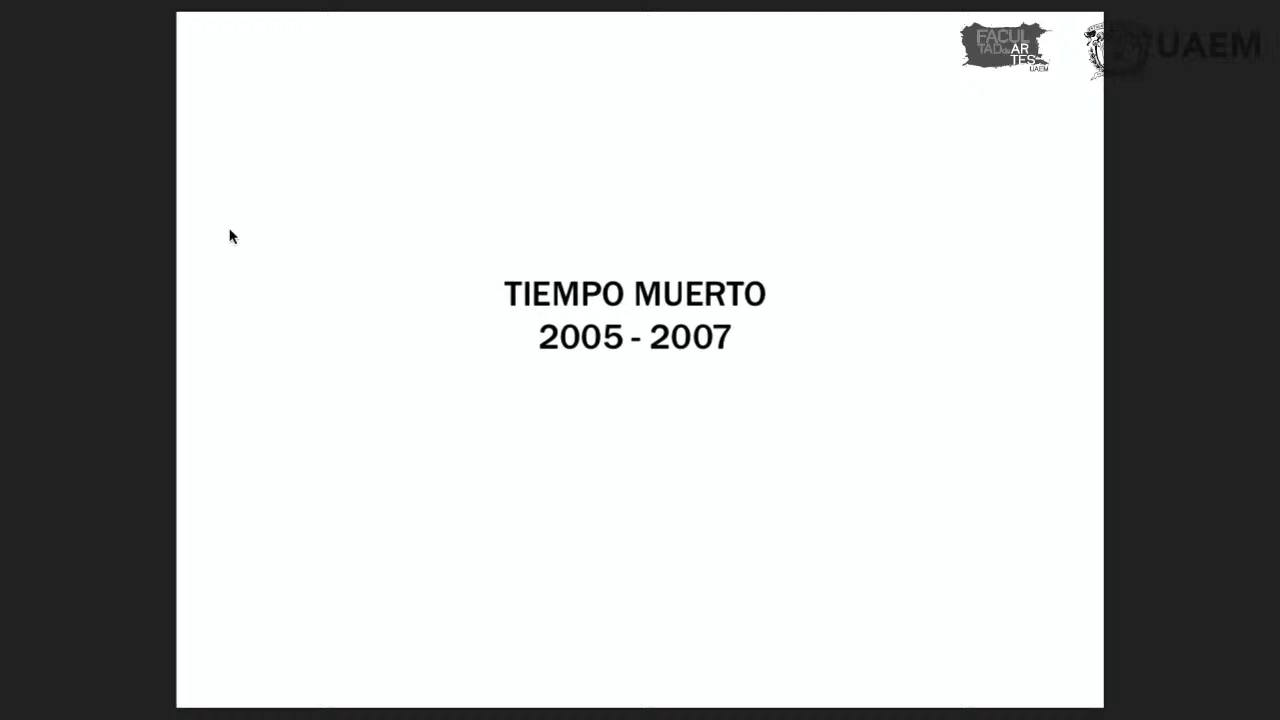 FACUL
TAD de AR
TES
UAEM
UAEM
TIEMPO MUERTO
2005 - 2007